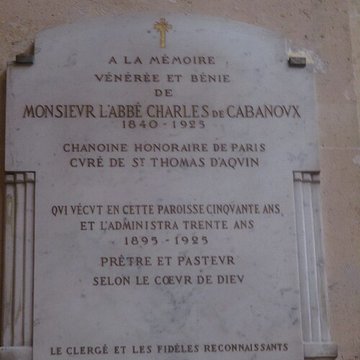 A LA MÉMOIRE
VÉNÉRÉE ET BÉNIE
DE
MONSIEVR L'ABBÉ CHARLES DE CABANOVX
1840-1925
CHANOINE HONORAIRE DE PARIS
CVRÉ DE ST THOMAS D'AQVIN
QVI VÉCVT EN CETTE PAROISSE CINQVANTE ANS
ET L'ADMINISTRA TRENTE ANS
1895-1925
PRÊTRE ET PASTEVR
SELON LE CŒVR DE DIEV
LE CLERGÉ ET LES FIDÈLES RECONNAISSANTS